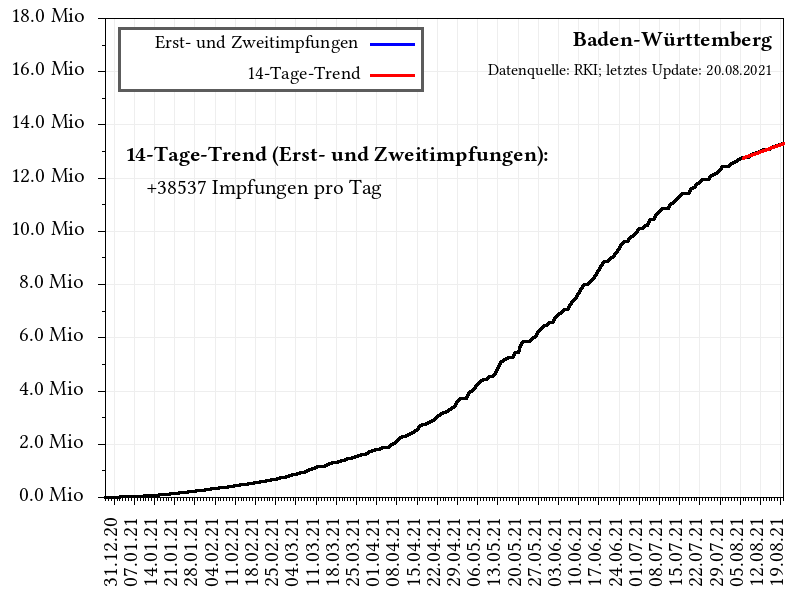 18.0 Mio
16.0 Mio
14.0 Mio
12.0 Mio
10.0 Mio
8.0 Mio
6.0 Mio
4.0 Mio
2.0 Mio
0.0 Mio
Erst- und Zweitimpfungen
14-Tage-Trend
Baden-Württemberg
Datenquelle: RKI; letztes Update: 20.08.2021
14-Tage-Trend (Erst- und Zweitimpfungen):
+38537 Impfungen pro Tag
31.12.20
07.01.21
14.01.21
21.01.21
28.01.21
04.02.21
11.02.21
18.02.21
25.02.21
04.03.21
11.03.21
18.03.21
25.03.21
01.04.21
08.04.21
15.04.21
22.04.21
29.04.21
06.05.21
13.05.21
20.05.21
27.05.21
03.06.21
10.06.21
17.06.21
24.06.21
01.07.21
08.07.21
15.07.21
22.07.21
29.07.21
05.08.21
12.08.21
19.08.21